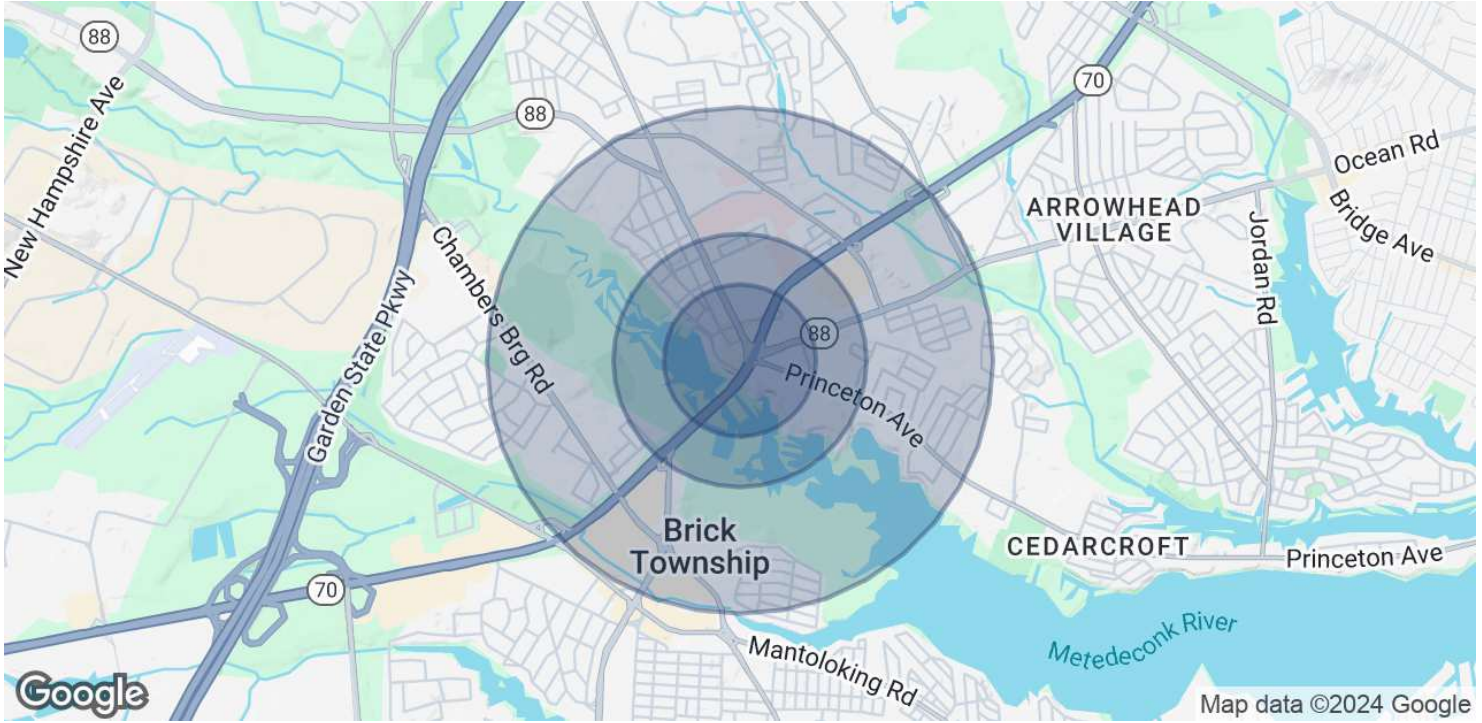 88
70
88
Ocean Rd
New Hampshire Ave
Bridge Ave
ARROWHEAD
VILLAGE
Jordan Rd
Chambers Brg Rd
Garden State Pkwy
88
Princeton Ave
Brick
Township
CEDARCROFT
Princeton Ave
70
Metedeconk River
Mantoloking Rd
Google
Map data ©2024 Google